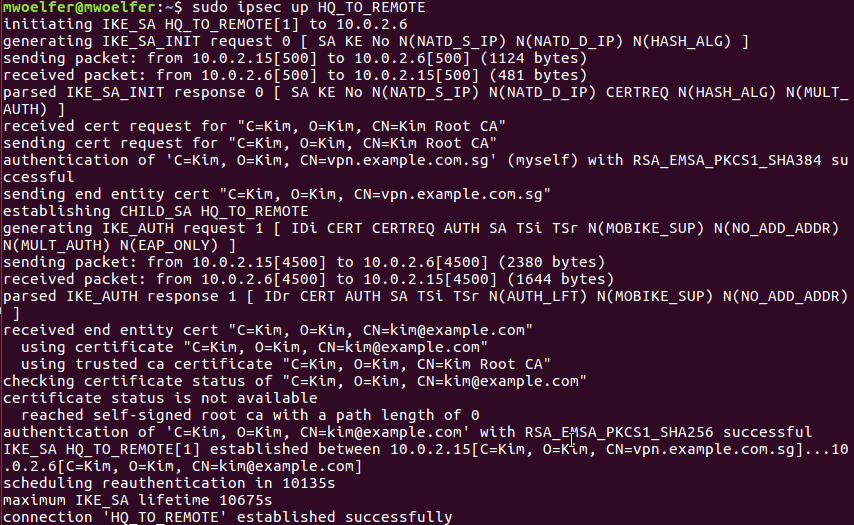 mwoelfer@mwoelfer:~$ sudo ipsec up HQ_TO_REMOTE
initiating IKE_SA HQ_TO_REMOTE[1] to 10.0.2.6
generating IKE_SA_INIT request 0 [ SA KE No N(NATD_S_IP) N(NATD_D_IP) N(HASH_ALG) ]
sending packet: from 10.0.2.15[500] to 10.0.2.6[500] (1124 bytes)
received packet: from 10.0.2.6[500] to 10.0.2.15[500] (481 bytes)
parsed IKE_SA_INIT response 0 [ SA KE No N(NATD_S_IP) N(NATD_D_IP) CERTREQ N(HASH_ALG) N(MULT_
AUTH) ]
received cert request for "C=Kim, O=Kim, CN=Kim Root CA"
sending cert request for "C=Kim, O=Kim, CN=Kim Root CA"
authentication of 'C=Kim, O=Kim, CN=vpn.example.com.sg' (myself) with RSA_EMSA_PKCS1_SHA384 su
ccessful
sending end entity cert "C=Kim, O=Kim, CN=vpn.example.com.sg"
establishing CHILD_SA HQ_TO_REMOTE
generating IKE_AUTH request 1 [ IDi CERT CERTREQ AUTH SA TSi TSr N(MOBIKE_SUP) N(NO_ADD_ADDR)
N(MULT_AUTH) N(EAP_ONLY) ]
sending packet: from 10.0.2.15[4500] to 10.0.2.6[4500] (2380 bytes)
received packet: from 10.0.2.6[4500] to 10.0.2.15[4500] (1644 bytes)
parsed IKE_AUTH response 1 [ IDr CERT AUTH SA TSi TSr N(AUTH_LFT) N(MOBIKE_SUP) N(NO_ADD_ADDR)
 ]
received end entity cert "C=Kim, O=Kim, CN=kim@example.com"
  using certificate "C=Kim, O=Kim, CN=kim@example.com"
  using trusted ca certificate "C=Kim, O=Kim, CN=Kim Root CA"
checking certificate status of "C=Kim, O=Kim, CN=kim@example.com"
certificate status is not available
  reached self-signed root ca with a path length of 0
authentication of 'C=Kim, O=Kim, CN=kim@example.com' with RSA_EMSA_PKCS1_SHA256 successful
IKE_SA HQ_TO_REMOTE[1] established between 10.0.2.15[C=Kim, O=Kim, CN=vpn.example.com.sg]...10
.0.2.6[C=Kim, O=Kim, CN=kim@example.com]
scheduling reauthentication in 10135s
maximum IKE_SA lifetime 10675s
connection 'HQ_TO_REMOTE' established successfully